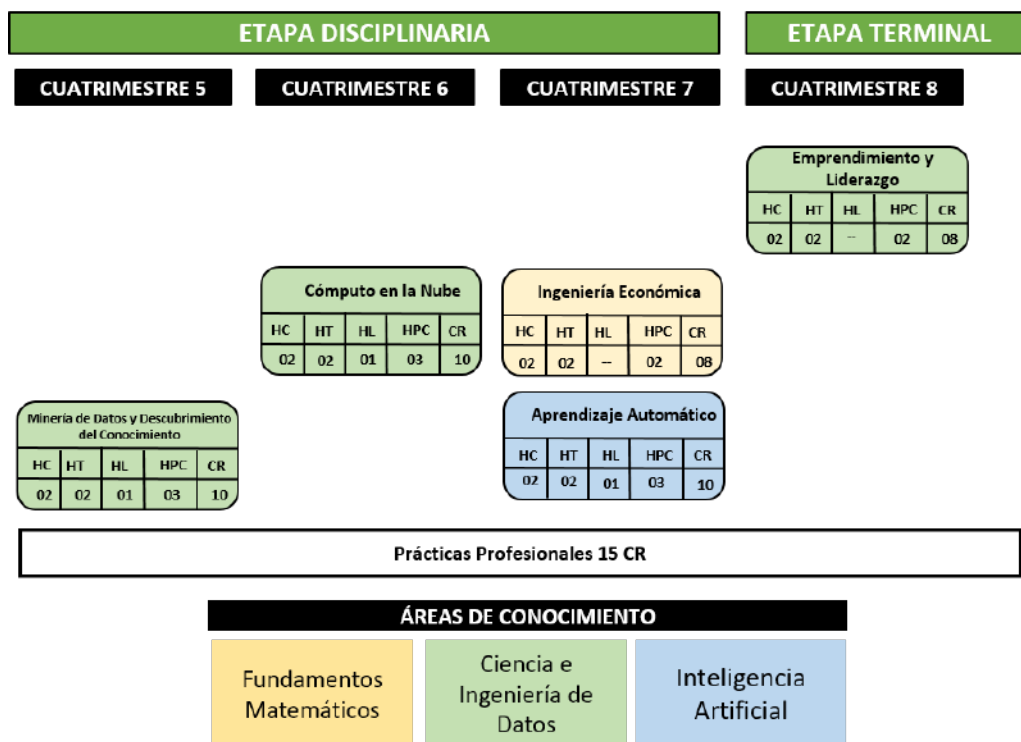 ETAPA DISCIPLINARIA
ETAPA TERMINAL
CUATRIMESTRE 5
CUATRIMESTRE 6
CUATRIMESTRE 7
CUATRIMESTRE 8
Emprendimiento y
Liderazgo
HC HT HL HPC CR
02 02 -- 02 08
Cómputo en la Nube
HC HT HL HPC CR
02 02 01 03 10
Ingeniería Económica
HC HT HL HPC CR
02 02 -- 02 08
Minería de Datos y Descubrimiento
del Conocimiento
HC HT HL HPC CR
02 02 01 03 10
Aprendizaje Automático
HC HT HL HPC CR
02 02 01 03 10
Prácticas Profesionales 15 CR
ÁREAS DE CONOCIMIENTO
Fundamentos
Matemáticos
Ciencia e
Ingeniería de
Datos
Inteligencia
Artificial